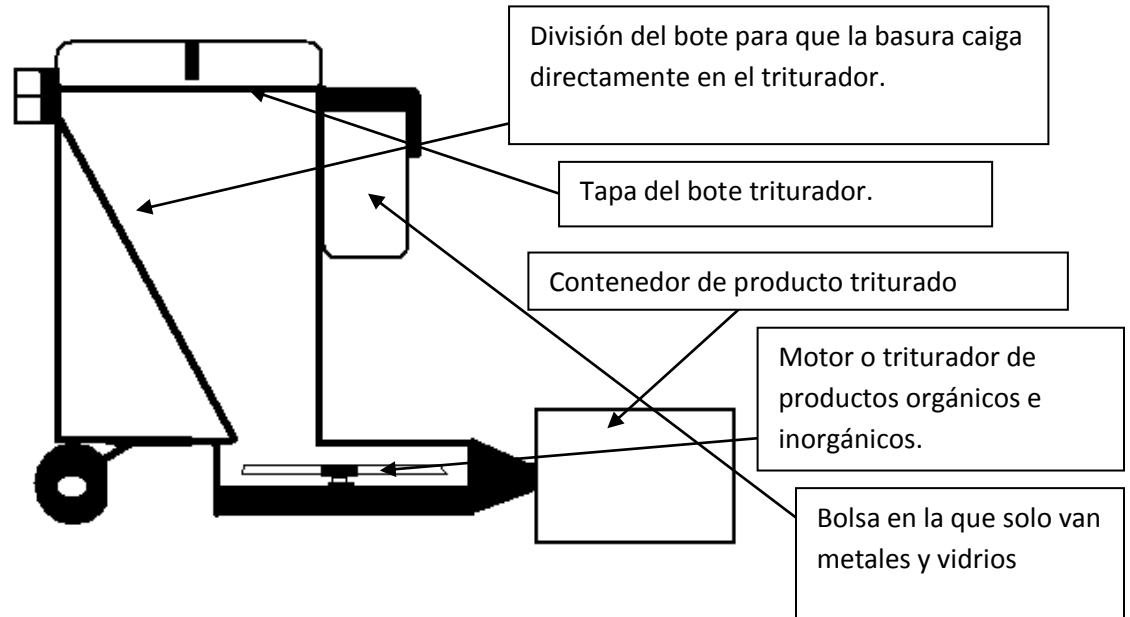 División del bote para que la basura caiga
directamente en el triturador.
Tapa del bote triturador.
Contenedor de producto triturado
Motor o triturador de
productos orgánicos e
inorgánicos.
Bolsa en la que solo van
metales y vidrios